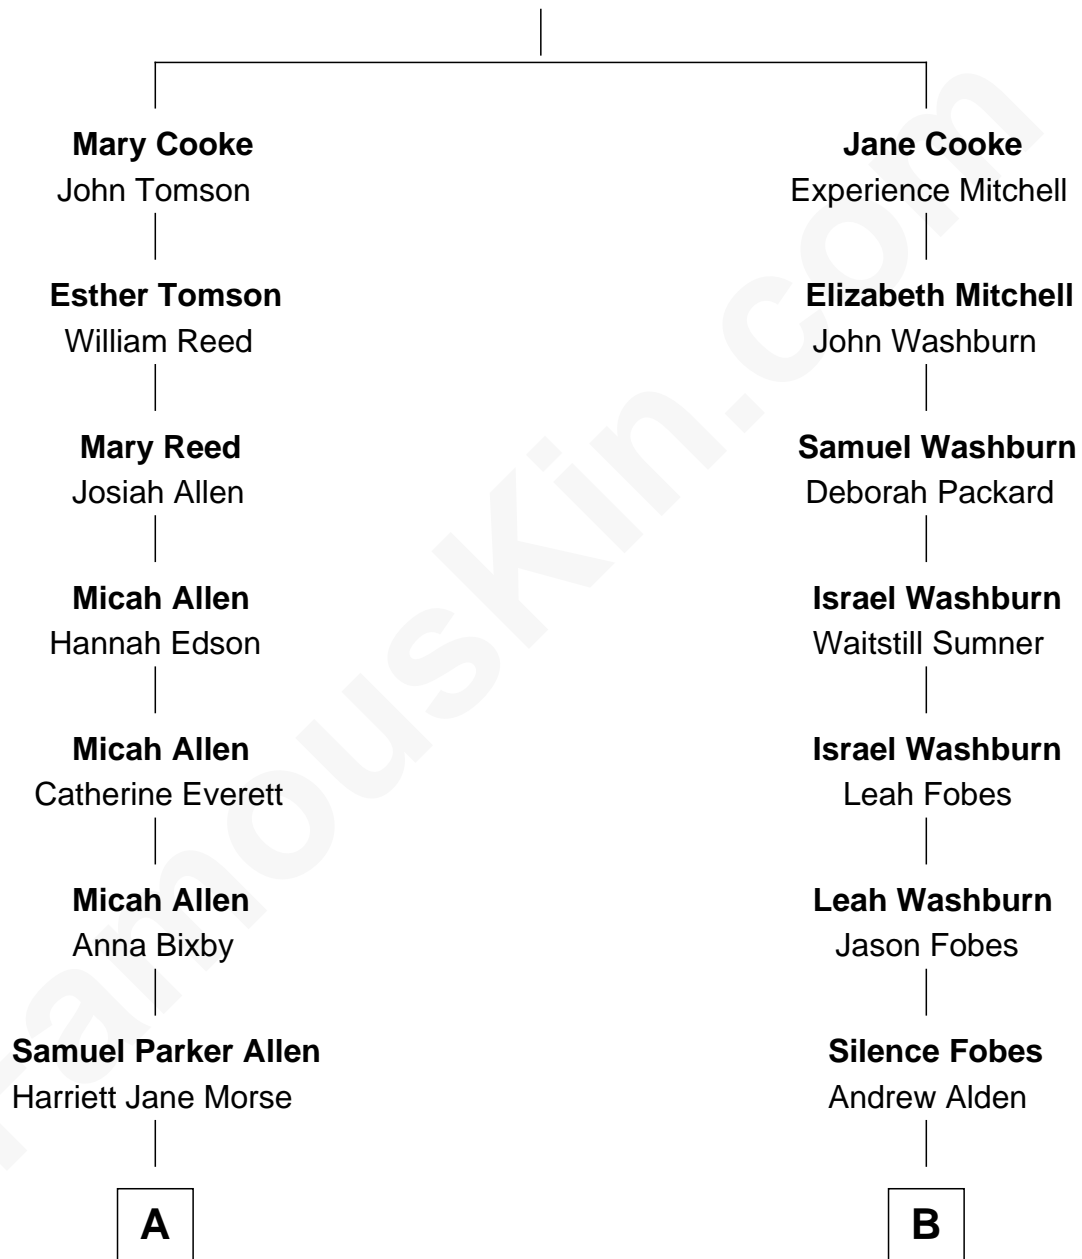 Mary Cooke
John Tomson
Esther Tomson
William Reed
Mary Reed
Josiah Allen
Micah Allen
Hannah Edson
Micah Allen
Catherine Everett
Micah Allen
Anna Bixby
Samuel Parker Allen
Harriett Jane Morse
A
Jane Cooke
Experience Mitchell
Elizabeth Mitchell
John Washburn
Samuel Washburn
Deborah Packard
Israel Washburn
Waitstill Sumner
Israel Washburn
Leah Fobes
Leah Washburn
Jason Fobes
Silence Fobes
Andrew Alden
B
FamousKin.com